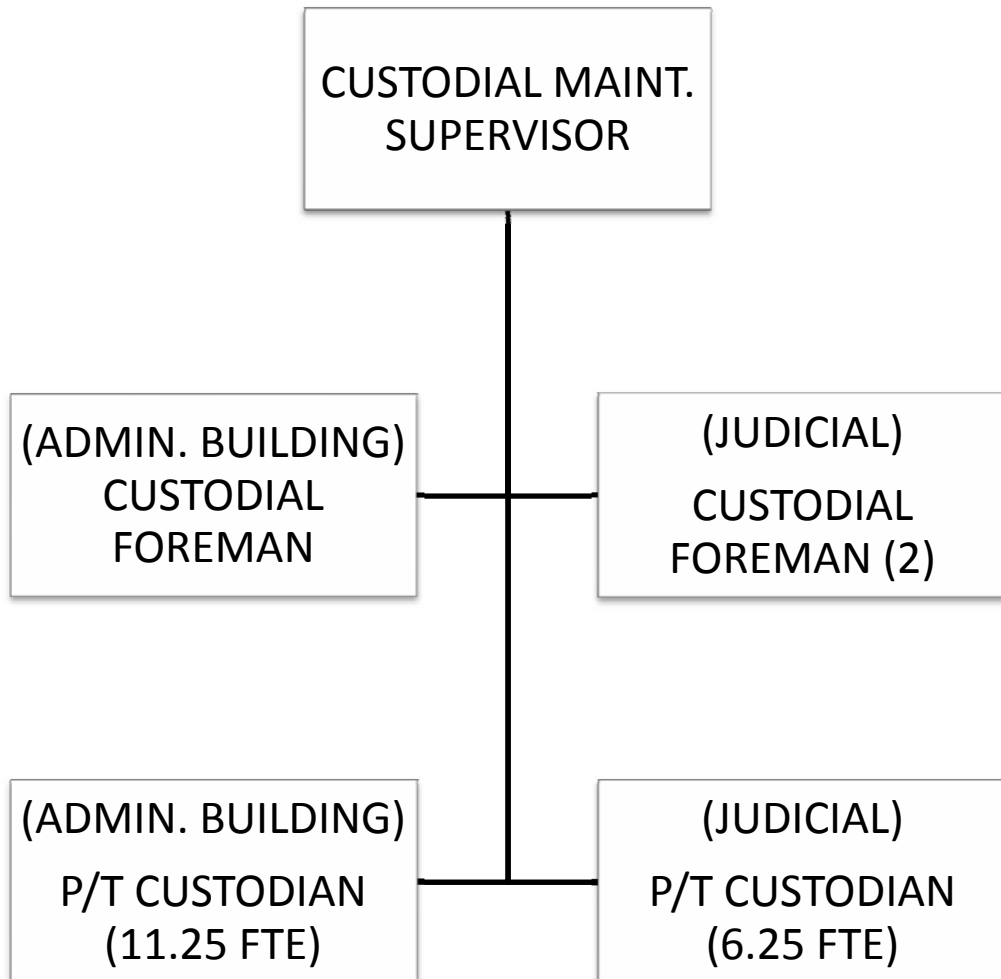 CUSTODIAL MAINT.
SUPERVISOR
(ADMIN. BUILDING)
CUSTODIAL
FOREMAN
(JUDICIAL)
CUSTODIAL
FOREMAN (2)
(ADMIN. BUILDING)
P/T CUSTODIAN
(11.25 FTE)
(JUDICIAL)
P/T CUSTODIAN
(6.25 FTE)